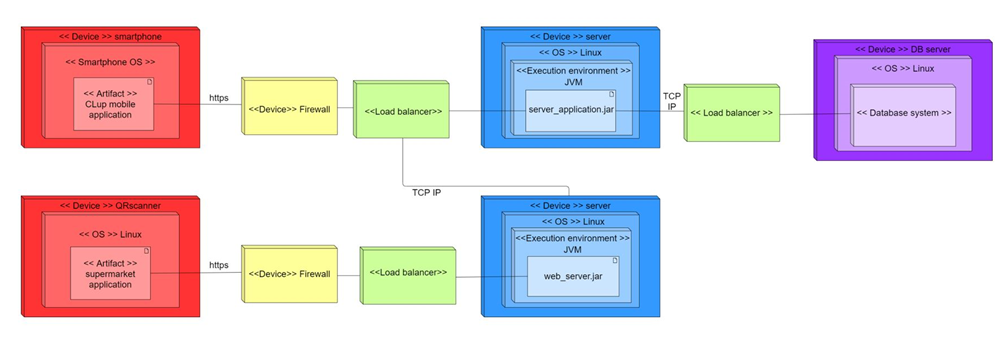 << Device >> smartphone
<< Smartphone OS >>
<< Artifact >>
CLup mobile
application
https
<<Device>> Firewall
<<Load balancer>>
<< Device >> server
<< OS >> Linux
<<Execution environment >>
JVM
server_application.jar
TCP
IP
<< Load balancer >>
<< Device >> DB server
<< OS >> Linux
<< Database system >>
TCP IP
<< Device >> QRscanner
<< OS >> Linux
<< Artifact >>
supermarket
application
https
<<Device>> Firewall
<<Load balancer>>
<< Device >> server
<< OS >> Linux
<<Execution environment >>
JVM
web_server.jar